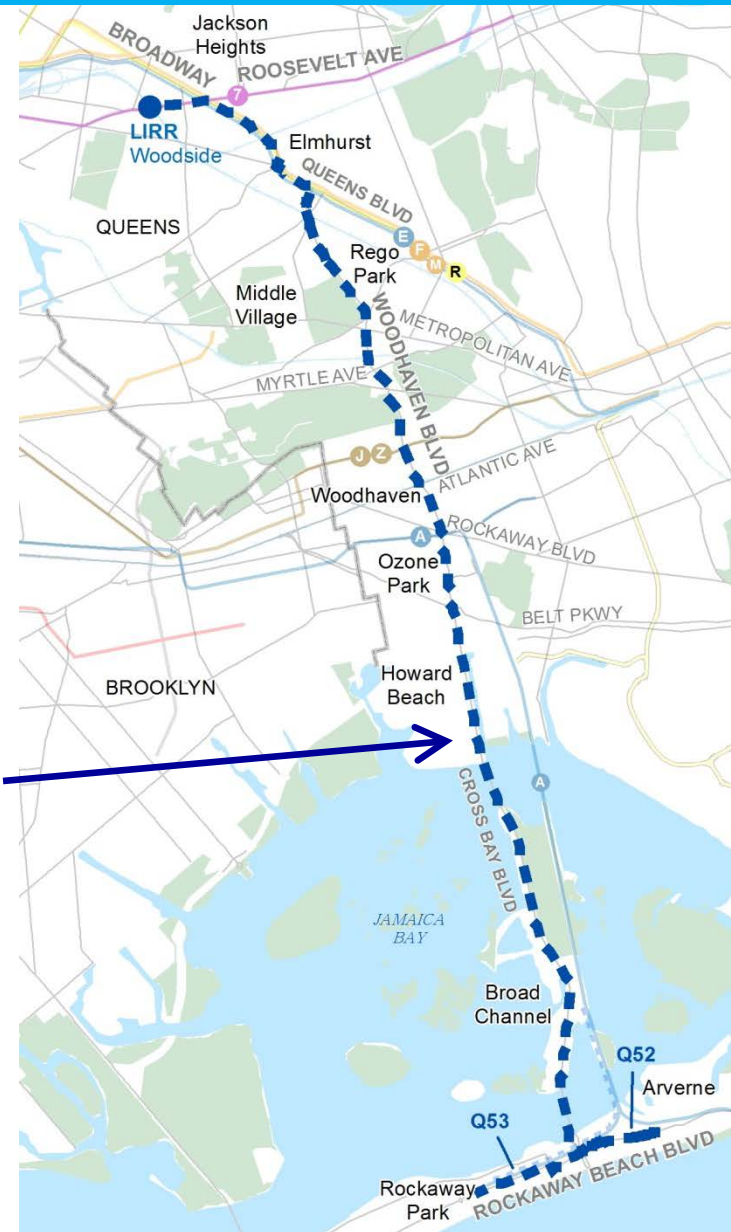 Jackson
Heights
BROADWAY
ROOSEVELT AVE
7
LIRR
Woodside
Elmhurst
QUEENS BLVD
QUEENS
E
F
M
R
Rego
Park
Middle
Village
WOODHAVEN BLVD
METROPOLITAN AVE
MYRTLE AVE
J Z
ATLANTIC AVE
Woodhaven
A
ROCKAWAY BLVD
Ozone
Park
BELT PKWY
Howard
Beach
BROOKLYN
CROSS BAY BLVD
A
JAMAICA
BAY
Broad
Channel
Q52
Arverne
Q53
ROCKAWAY BEACH BLVD
Rockaway
Park